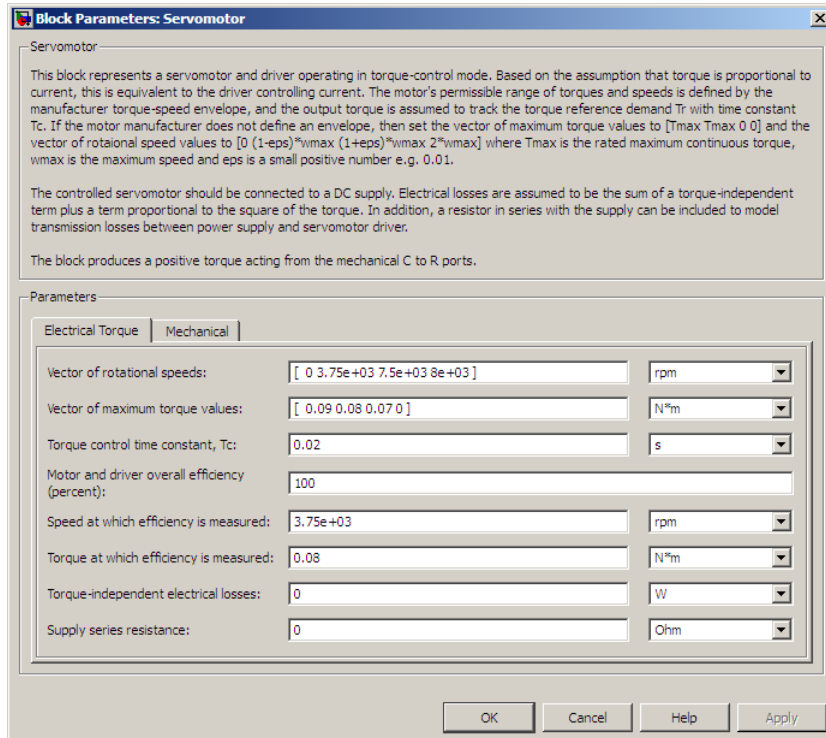 Block Parameters: Servomotor
Servomotor
This block represents a servomotor and driver operating in torque-control mode. Based on the assumption that torque is proportional to
current, this is equivalent to the driver controlling current. The motor's permissible range of torques and speeds is defined by the
manufacturer torque-speed envelope, and the output torque is assumed to track the torque reference demand Tr with time constant
Tc. If the motor manufacturer does not define an envelope, then set the vector of maximum torque values to [Tmax Tmax 0 0] and the
vector of rotaional speed values to [0 (1-eps)*wmax (1+eps)*wmax 2*wmax] where Tmax is the rated maximum continuous torque,
wmax is the maximum speed and eps is a small positive number e.g. 0.01.
The controlled servomotor should be connected to a DC supply. Electrical losses are assumed to be the sum of a torque-independent
term plus a term proportional to the square of the torque. In addition, a resistor in series with the supply can be included to model
transmission losses between power supply and servomotor driver.
The block produces a positive torque acting from the mechanical C to R ports.
Parameters
Electrical Torque Mechanical
Vector of rotational speeds: [ 0 3.75e+03 7.5e+03 8e+03 ] rpm
Vector of maximum torque values: [ 0.09 0.08 0.07 0 ] N*m
Torque control time constant, Tc: 0.02 s
Motor and driver overall efficiency
(percent): 100
Speed at which efficiency is measured: 3.75e+03 rpm
Torque at which efficiency is measured: 0.08 N*m
Torque-independent electrical losses: 0 W
Supply series resistance: 0 Ohm
OK Cancel Help Apply